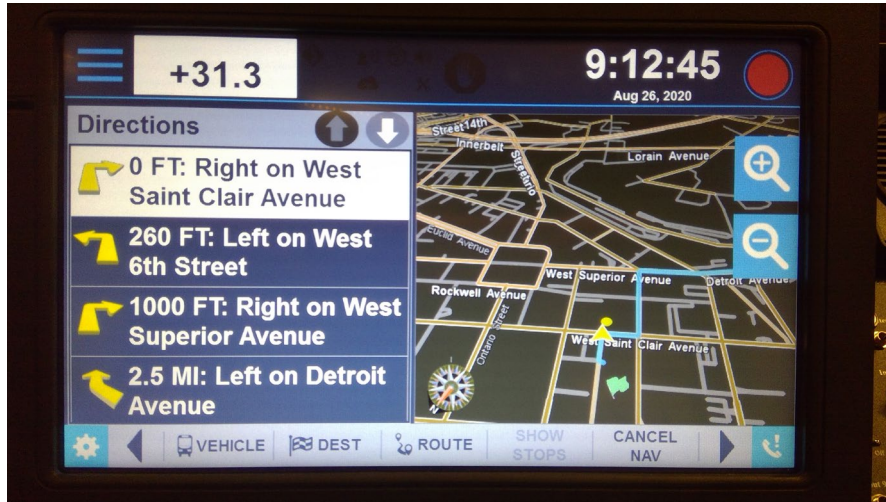 +31.3
9:12:45
Aug 26, 2020
Directions
0 FT: Right on West
Saint Clair Avenue
260 FT: Left on West
6th Street
1000 FT: Right on West
Superior Avenue
2.5 MI: Left on Detroit
Avenue
Street14th
Innerbelt
Lorain Avenue
Euclid Avenue
West Superior Avenue
Detroit Avenue
Rockwell Avenue
Ontario Street
West Saint Clair Avenue
N
VEHICLE
DEST
ROUTE
SHOW
STOPS
CANCEL
NAV